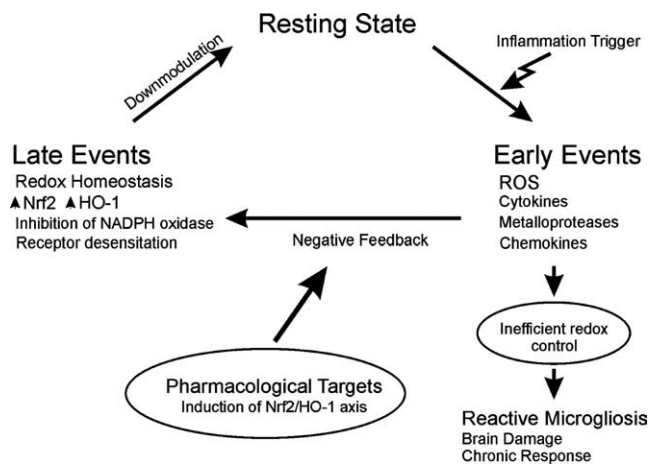 Resting State
Inflammation Trigger
Downmodulation
Late Events
Redox Homeostasis
▲Nrf2 ▲HO-1
Inhibition of NADPH oxidase
Receptor desensitation
Early Events
ROS
Cytokines
Metalloproteases
Chemokines
Negative Feedback
Inefficient redox
control
Pharmacological Targets
Induction of Nrf2/HO-1 axis
Reactive Microgliosis
Brain Damage
Chronic Response